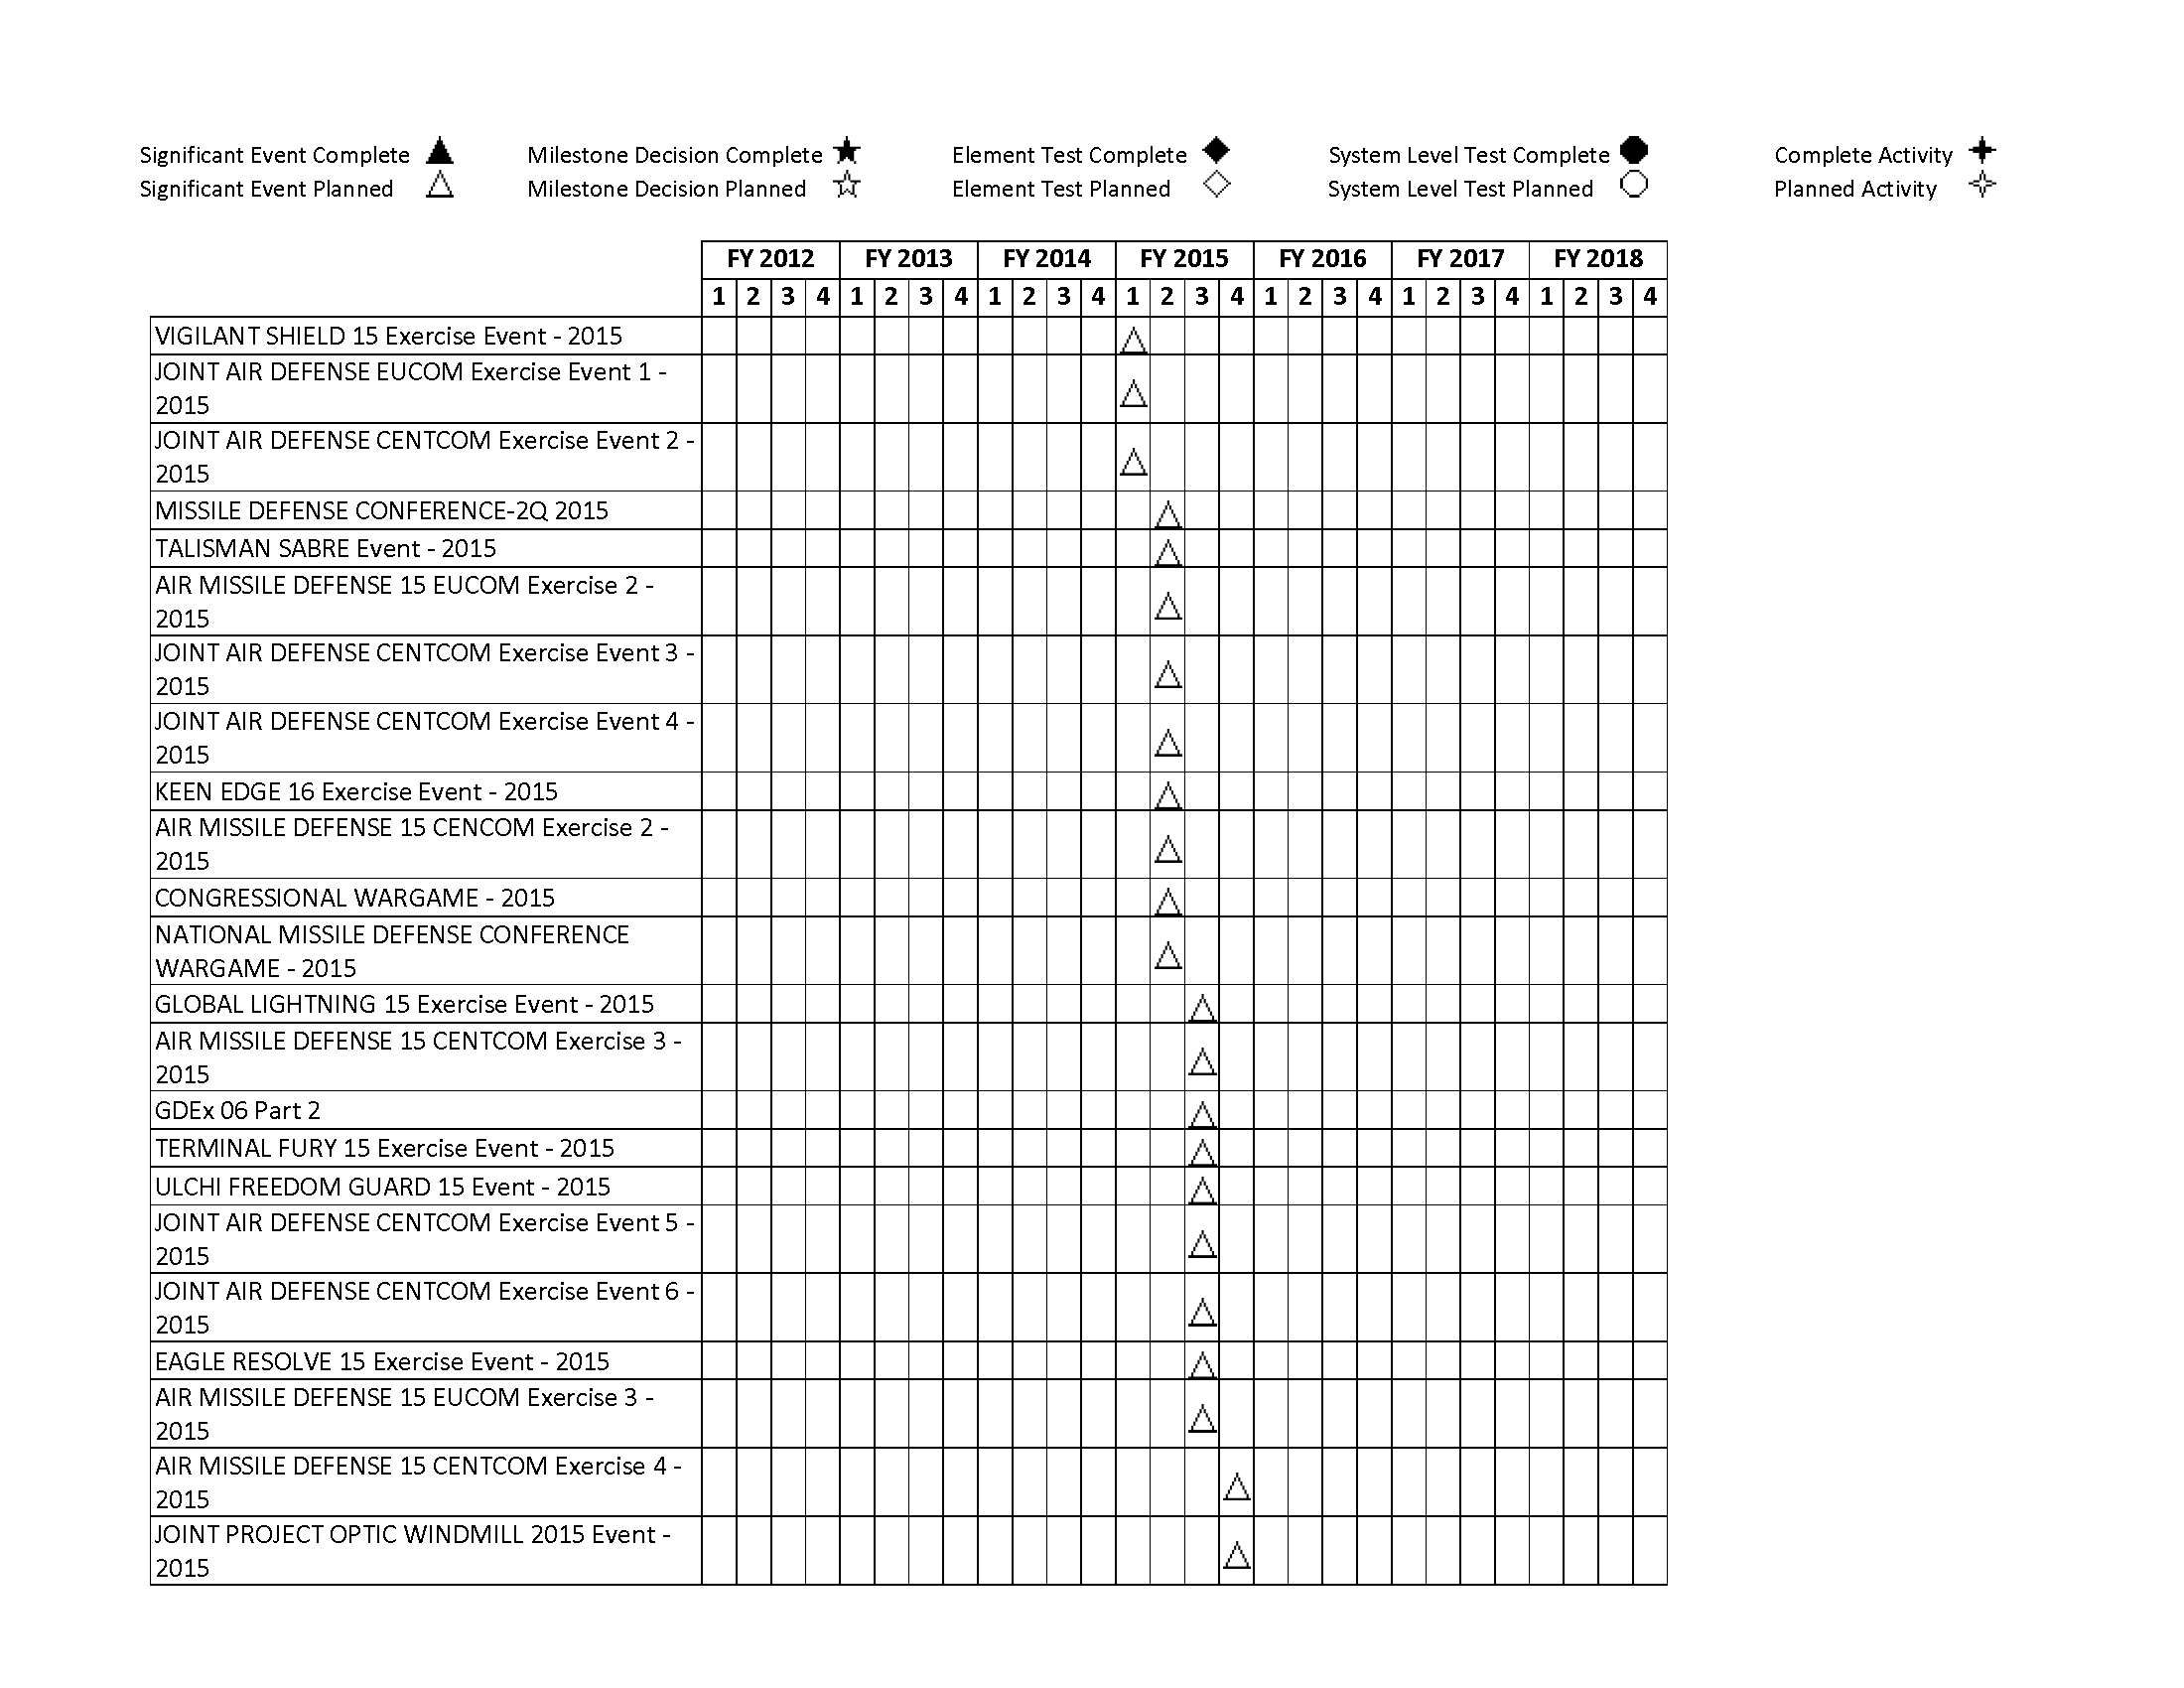 Significant Event Complete Milestone Decision Complete Element Test Complete System Level Test Complete Complete Activity
Significant Event Planned Milestone Decision Planned Element Test Planned System Level Test Planned Planned Activity
FY 2012 FY 2013 FY 2014 FY 2015 FY 2016 FY 2017 FY 2018
1 2 3 4 1 2 3 4 1 2 3 4 1 2 3 4 1 2 3 4 1 2 3 4 1 2 3 4
VIGILANT SHIELD 15 Exercise Event - 2015
JOINT AIR DEFENSE EUCOM Exercise Event 1 -
2015
JOINT AIR DEFENSE CENTCOM Exercise Event 2 -
2015
MISSILE DEFENSE CONFERENCE-2Q 2015
TALISMAN SABRE Event - 2015
AIR MISSILE DEFENSE 15 EUCOM Exercise 2 -
2015
JOINT AIR DEFENSE CENTCOM Exercise Event 3 -
2015
JOINT AIR DEFENSE CENTCOM Exercise Event 4 -
2015
KEEN EDGE 16 Exercise Event - 2015
AIR MISSILE DEFENSE 15 CENCOM Exercise 2 -
2015
CONGRESSIONAL WARGAME - 2015
NATIONAL MISSILE DEFENSE CONFERENCE
WARGAME - 2015
GLOBAL LIGHTNING 15 Exercise Event - 2015
AIR MISSILE DEFENSE 15 CENTCOM Exercise 3 -
2015
GDEx 06 Part 2
TERMINAL FURY 15 Exercise Event - 2015
ULCHI FREEDOM GUARD 15 Event - 2015
JOINT AIR DEFENSE CENTCOM Exercise Event 5 -
2015
JOINT AIR DEFENSE CENTCOM Exercise Event 6 -
2015
EAGLE RESOLVE 15 Exercise Event - 2015
AIR MISSILE DEFENSE 15 EUCOM Exercise 3 -
2015
AIR MISSILE DEFENSE 15 CENTCOM Exercise 4 -
2015
JOINT PROJECT OPTIC WINDMILL 2015 Event -
2015